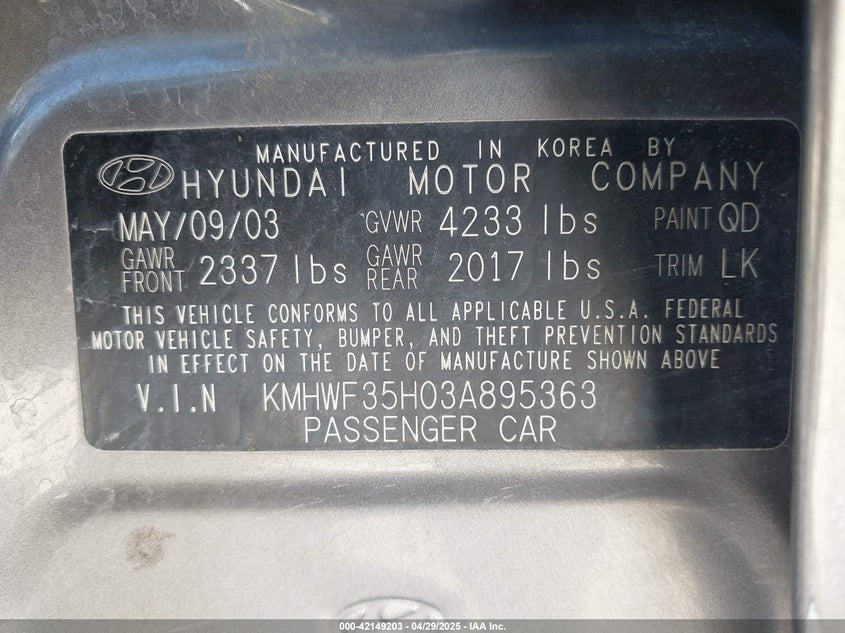 MANUFACTURED IN KOREA BY
HYUNDAI MOTOR COMPANY
MAY/09/03 GVWR 4233 lbs PAINT QD
GAWR FRONT 2337 lbs GAWR REAR 2017 lbs TRIM LK
THIS VEHICLE CONFORMS TO ALL APPLICABLE U.S.A. FEDERAL
MOTOR VEHICLE SAFETY, BUMPER, AND THEFT PREVENTION STANDARDS
IN EFFECT ON THE DATE OF MANUFACTURE SHOWN ABOVE
V.I.N KMHWF35H03A895363
PASSENGER CAR
000-42149203 - 04/29/2025 - IAA Inc.